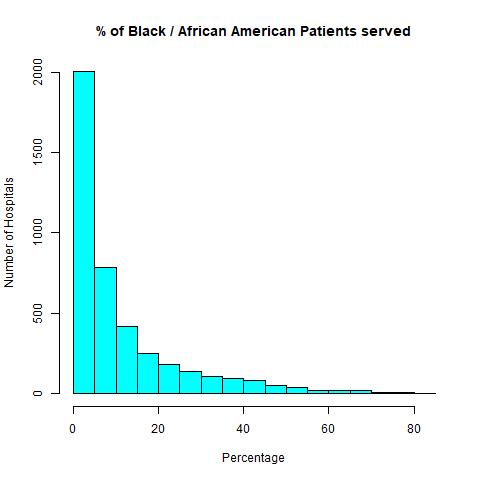 % of Black / African American Patients served
Number of Hospitals
2000
1500
1000
500
0
0 20 40 60 80
Percentage